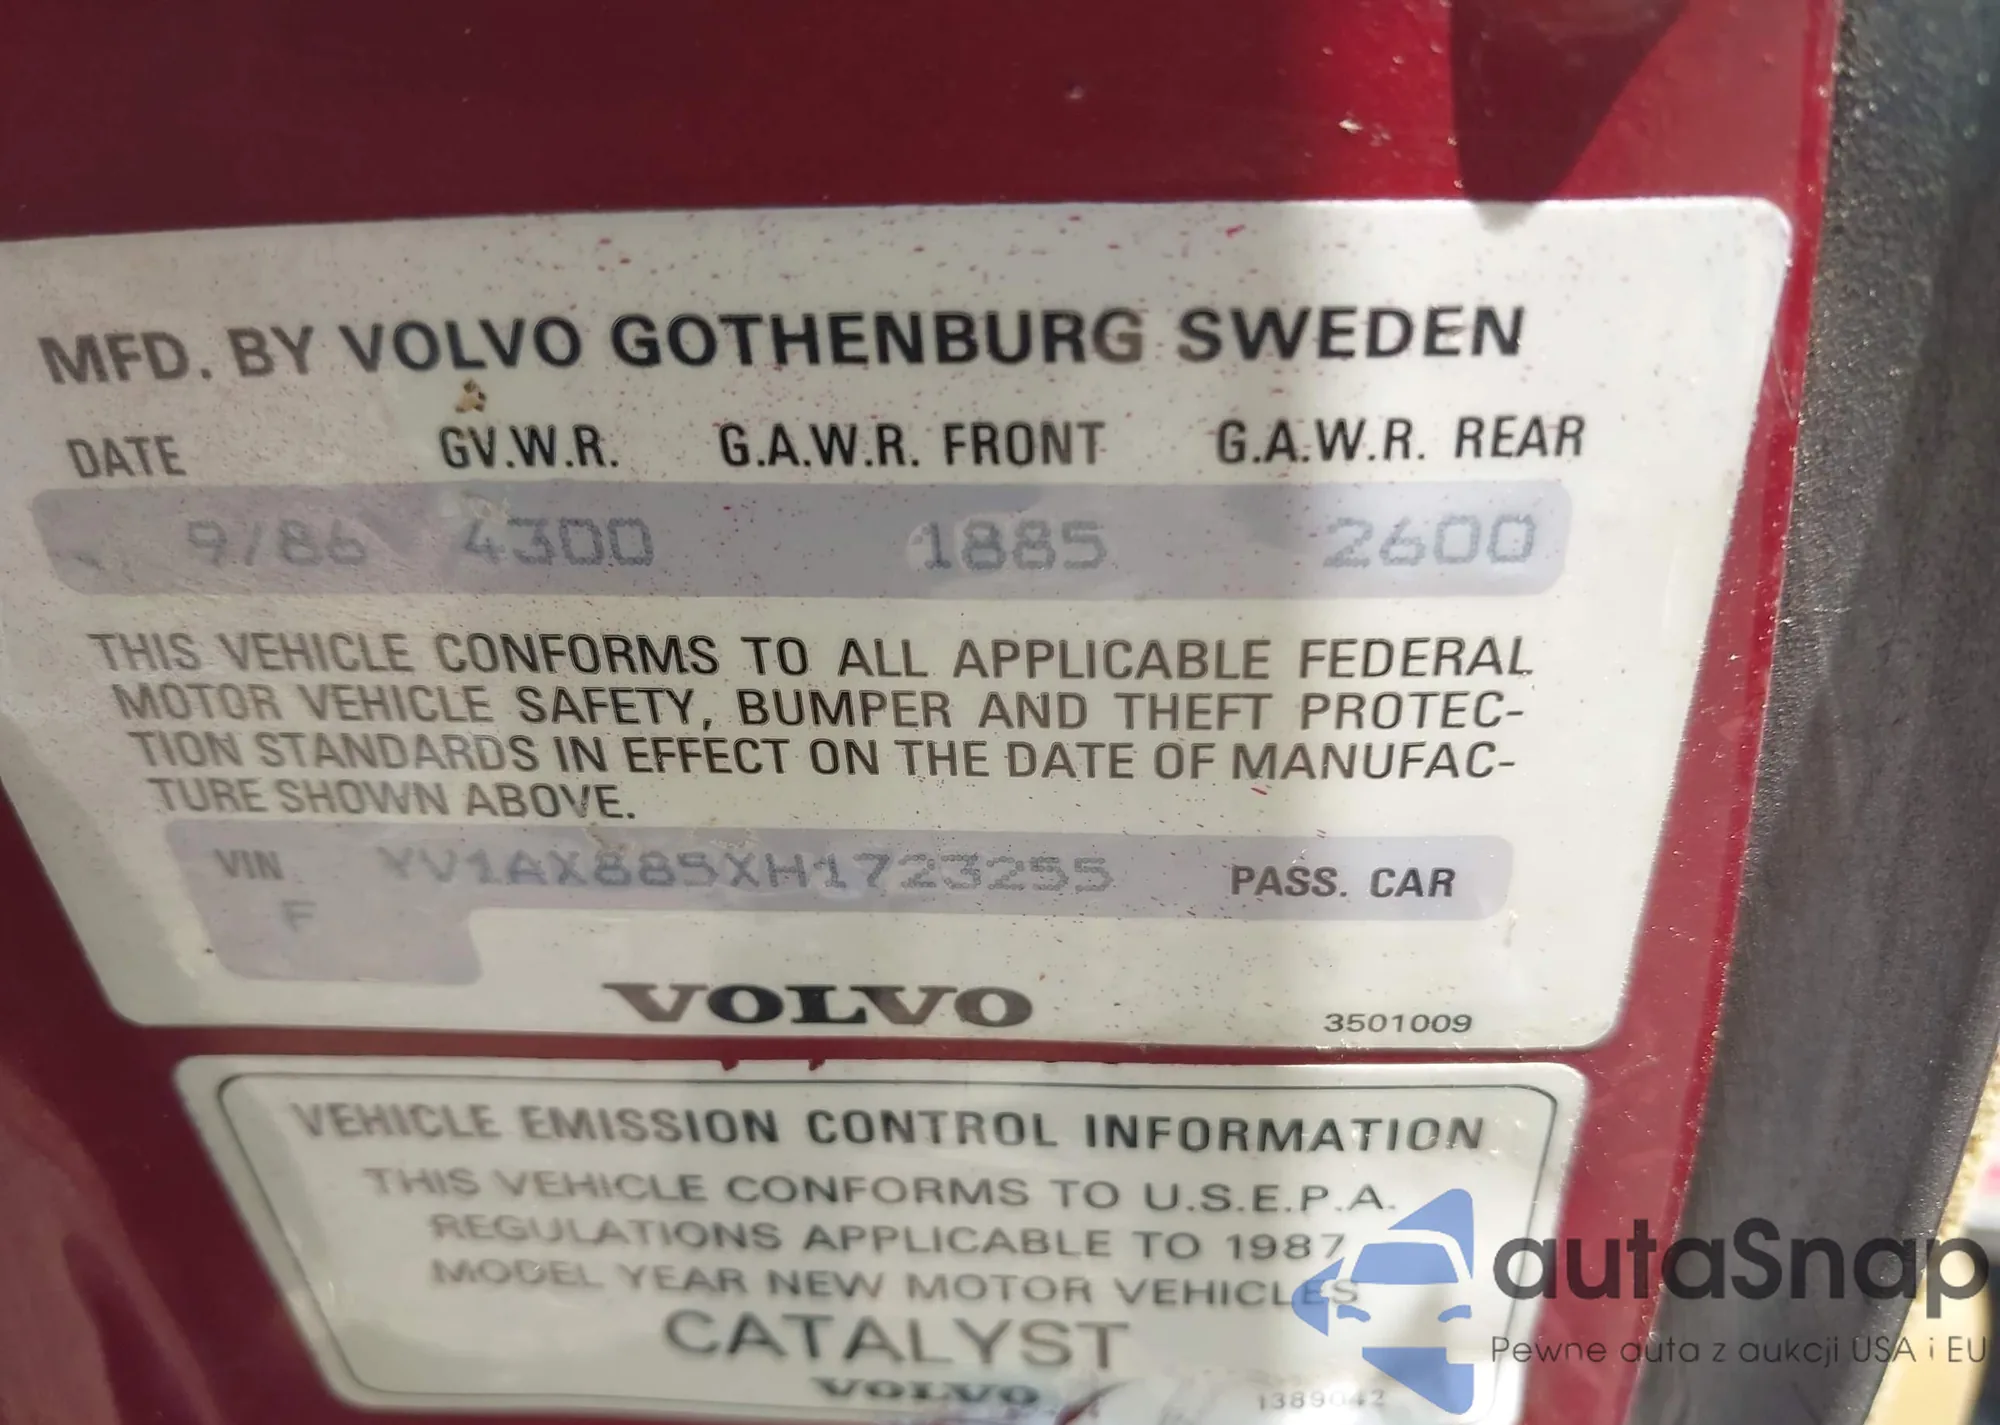 MFD. BY VOLVO GOTHENBURG SWEDEN
DATE GV.W.R. G.A.W.R. FRONT G.A.W.R. REAR
9/86 4300 1885 2600
THIS VEHICLE CONFORMS TO ALL APPLICABLE FEDERAL
MOTOR VEHICLE SAFETY, BUMPER AND THEFT PROTEC-
TION STANDARDS IN EFFECT ON THE DATE OF MANUFAC-
TURE SHOWN ABOVE.
VIN YV1AX885XH1723255 PASS. CAR
F
VOLVO
3501009
VEHICLE EMISSION CONTROL INFORMATION
THIS VEHICLE CONFORMS TO U.S.E.P.A.
REGULATIONS APPLICABLE TO 1987
MODEL YEAR NEW MOTOR VEHICLES
CATALYST
VOLVO
1389042
autaSnap
Pewne auta z aukcji USA i EU